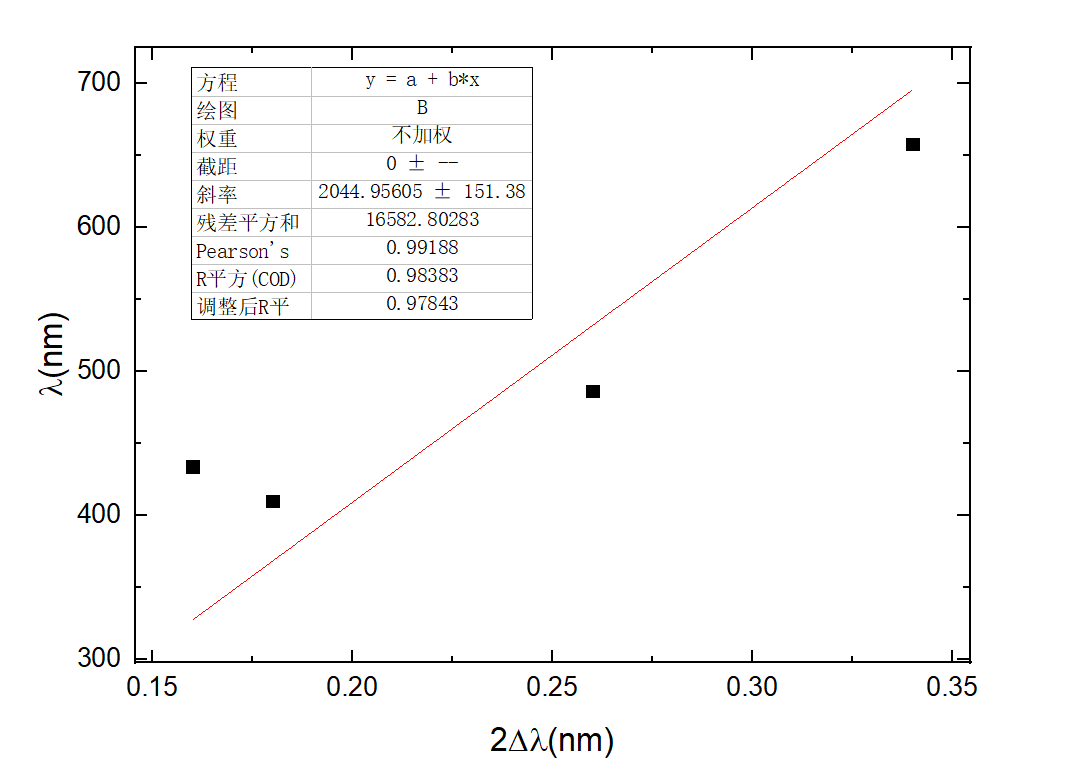 方程 y = a + b*x
绘图 B
权重 不加权
截距 0 ± --
斜率 2044.95605 ± 151.38
残差平方和 16582.80283
Pearson's 0.99188
R平方(COD) 0.98383
调整后R平 0.97843
700
600
500
400
300
λ(nm)
0.15 0.20 0.25 0.30 0.35
2Δλ(nm)